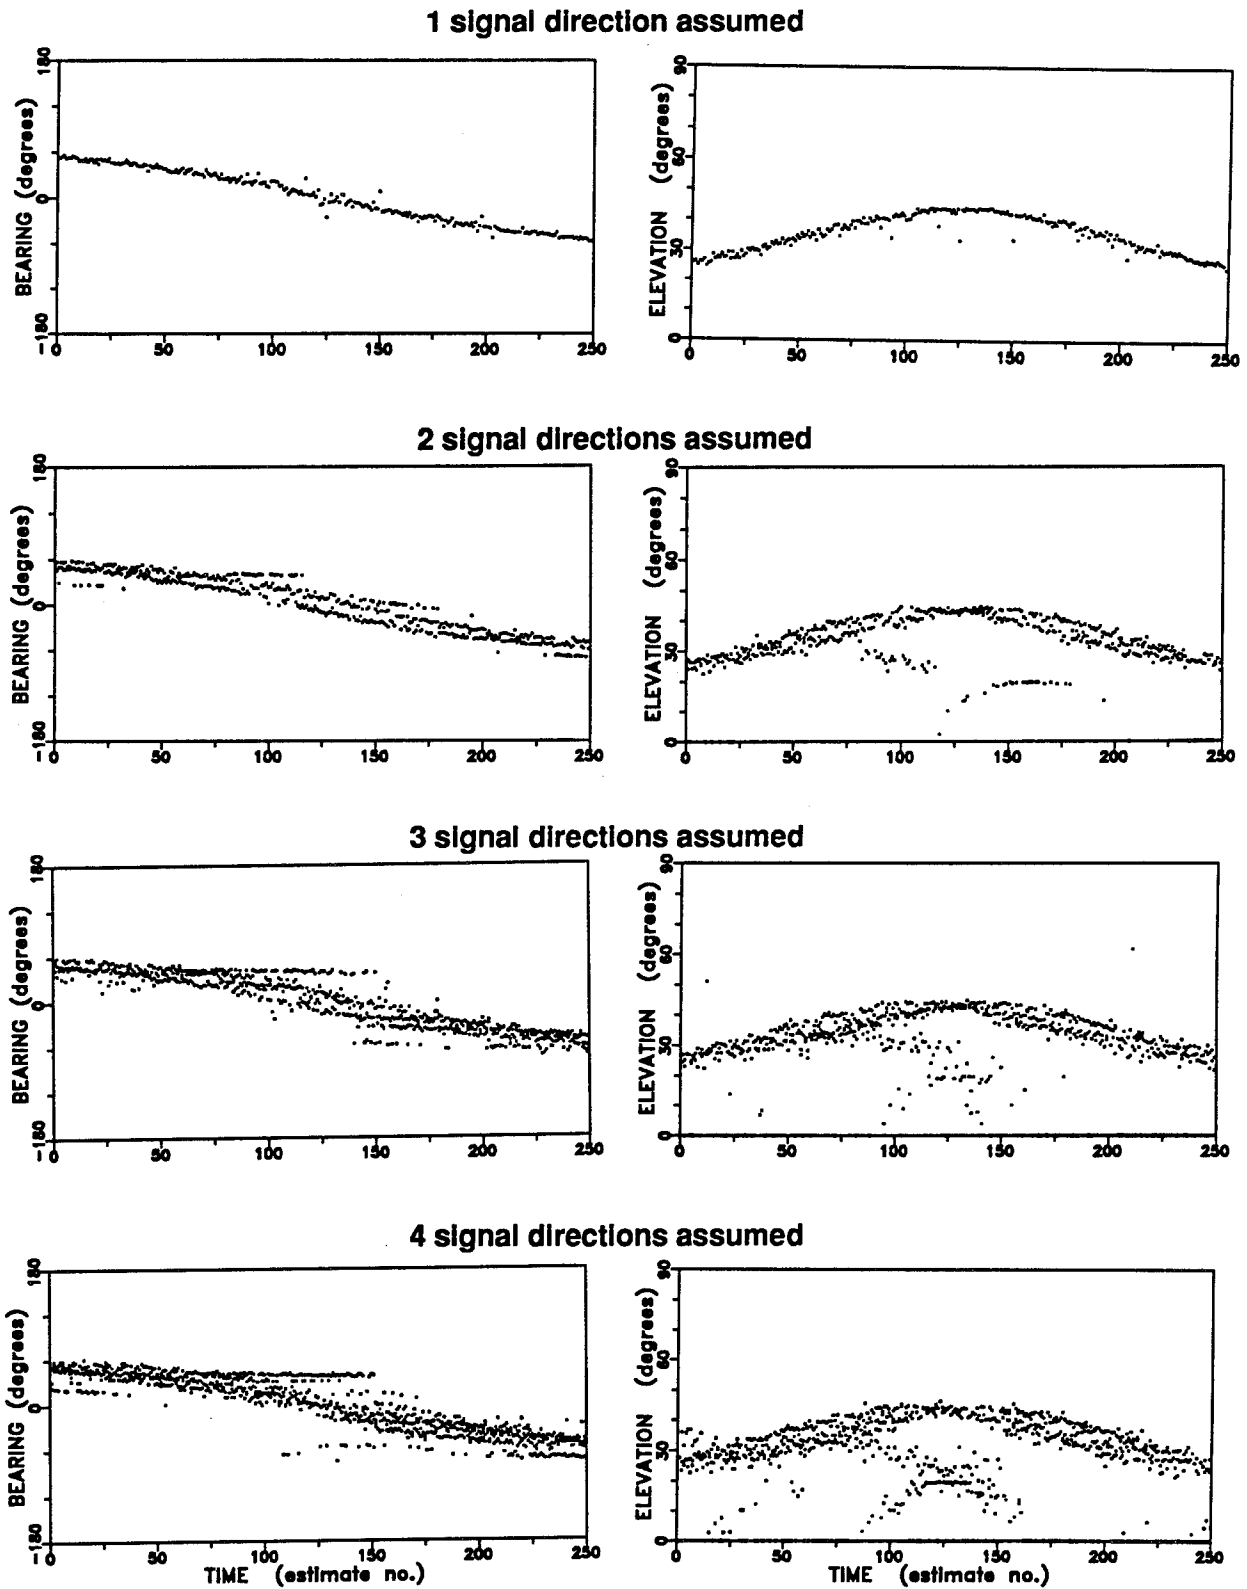 1 signal direction assumed
180
0
-180
BEARING (degrees)
0 50 100 150 200 250
90
60
30
0
ELEVATION (degrees)
0 50 100 150 200 250
2 signal directions assumed
180
0
-180
BEARING (degrees)
0 50 100 150 200 250
90
60
30
0
ELEVATION (degrees)
0 50 100 150 200 250
3 signal directions assumed
180
0
-180
BEARING (degrees)
0 50 100 150 200 250
90
60
30
0
ELEVATION (degrees)
0 50 100 150 200 250
4 signal directions assumed
180
0
-180
BEARING (degrees)
0 50 100 150 200 250
TIME (estimate no.)
90
60
30
0
ELEVATION (degrees)
0 50 100 150 200 250
TIME (estimate no.)